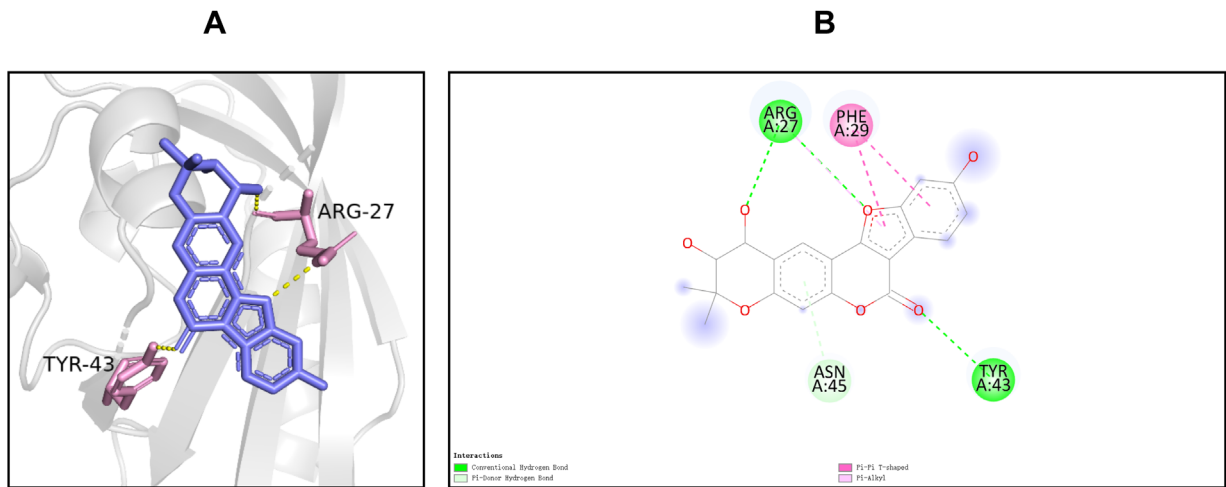 A
B
ARG-27
TYR-43
ARG
A:27
PHE
A:29
O
O
O
O
O
O
O
ASN
A:45
TYR
A:43
Interactions
Conventional Hydrogen Bond
Pi-Donor Hydrogen Bond
Pi-Pi T-shaped
Pi-Alkyl